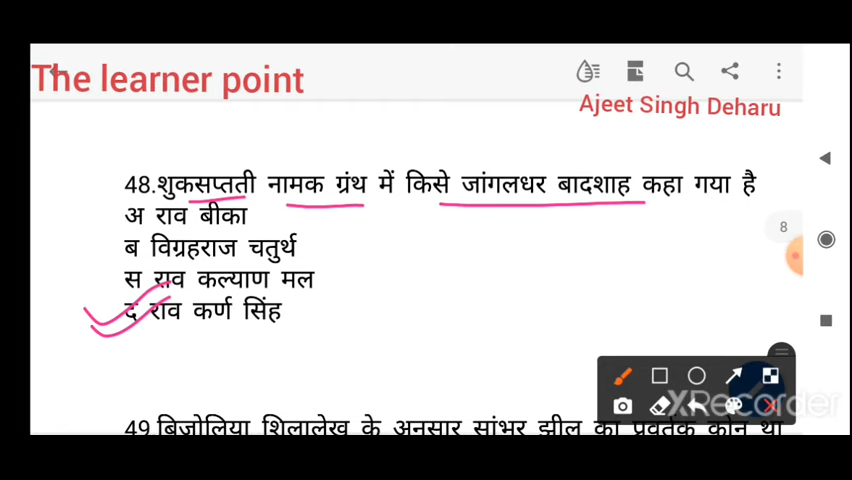 The learner point
Ajeet Singh Deharu
48.शुकसप्तती नामक ग्रंथ में किसे जांगलधर बादशाह कहा गया है
अ राव बीका
8
ब विग्रहराज चतुर्थ
स राव कल्याण मल
द राव कर्ण सिंह
XRecorder
49.बिजोलिया शिलालेख के अनुसार सांभर झील का प्रवर्तक कौन था